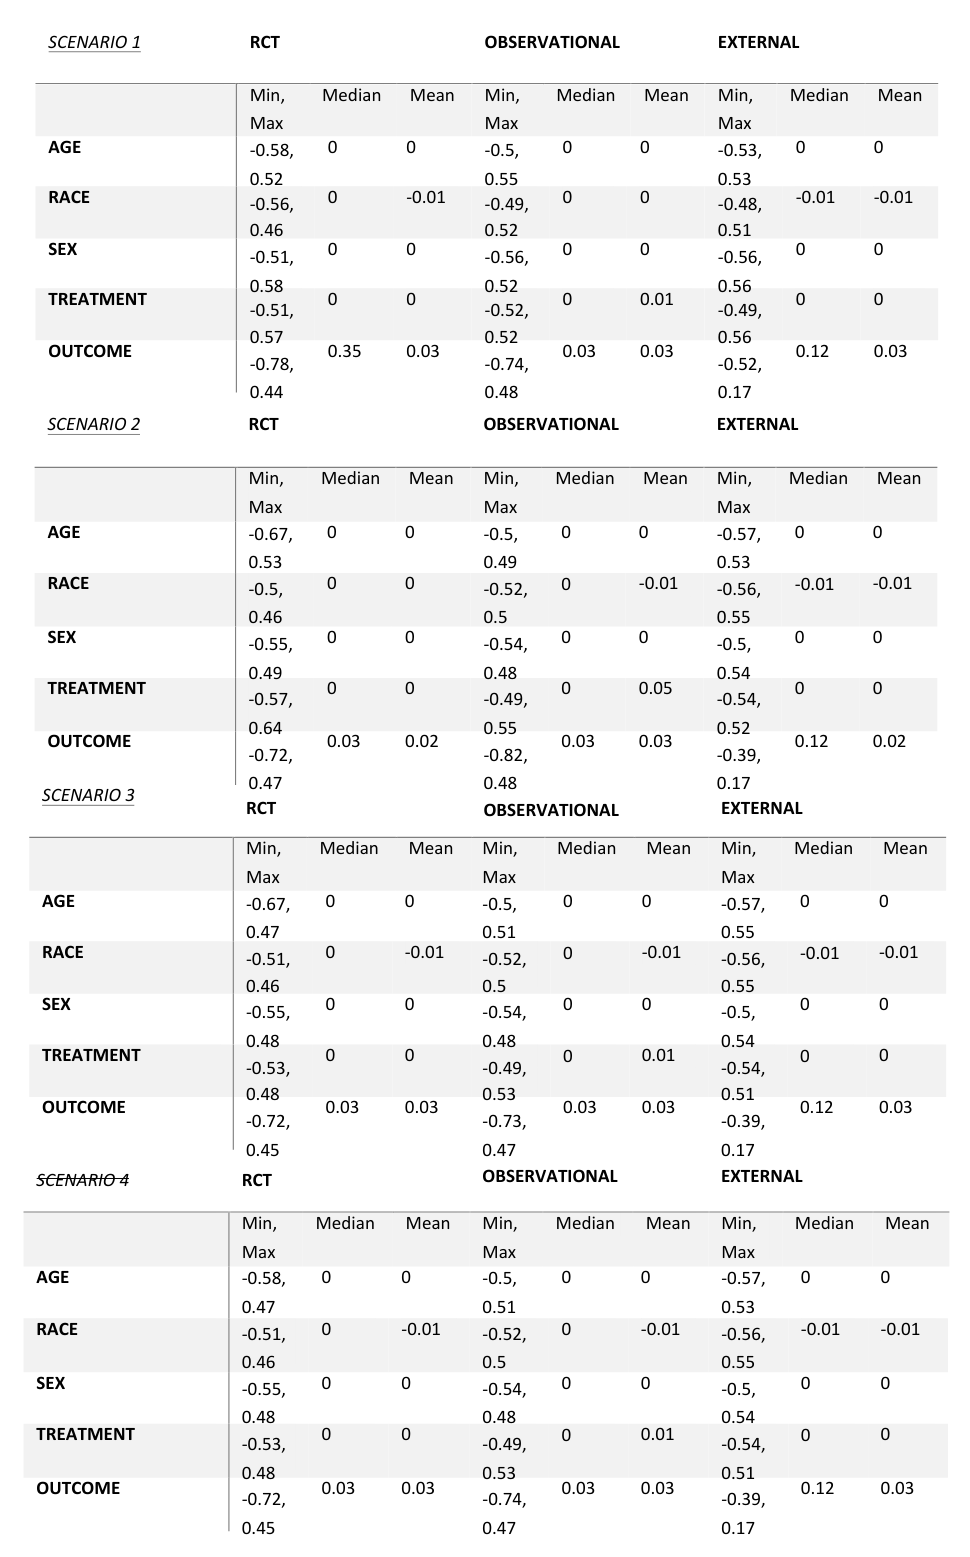 SCENARIO 1 RCT OBSERVATIONAL EXTERNAL
Min, Median Mean Min, Median Mean Min, Median Mean
Max Max Max
AGE -0.58, 0 0 -0.5, 0 0 -0.53, 0 0
0.52 0.55 0.53
RACE -0.56, 0 -0.01 -0.49, 0 0 -0.48, -0.01 -0.01
0.46 0.52 0.51
SEX -0.51, 0 0 -0.56, 0 0 -0.56, 0 0
0.58 0.52 0.56
TREATMENT -0.51, 0 0 -0.52, 0 0.01 -0.49, 0 0
0.57 0.52 0.56
OUTCOME -0.78, 0.35 0.03 -0.74, 0.03 0.03 -0.52, 0.12 0.03
0.44 0.48 0.17
SCENARIO 2 RCT OBSERVATIONAL EXTERNAL
Min, Median Mean Min, Median Mean Min, Median Mean
Max Max Max
AGE -0.67, 0 0 -0.5, 0 0 -0.57, 0 0
0.53 0.49 0.53
RACE -0.5, 0 0 -0.52, 0 -0.01 -0.56, -0.01 -0.01
0.46 0.5 0.55
SEX -0.55, 0 0 -0.54, 0 0 -0.5, 0 0
0.49 0.48 0.54
TREATMENT -0.57, 0 0 -0.49, 0 0.05 -0.54, 0 0
0.64 0.55 0.52
OUTCOME -0.72, 0.03 0.02 -0.82, 0.03 0.03 -0.39, 0.12 0.02
0.47 0.48 0.17
SCENARIO 3 RCT OBSERVATIONAL EXTERNAL
Min, Median Mean Min, Median Mean Min, Median Mean
Max Max Max
AGE -0.67, 0 0 -0.5, 0 0 -0.57, 0 0
0.47 0.51 0.55
RACE -0.51, 0 -0.01 -0.52, 0 -0.01 -0.56, -0.01 -0.01
0.46 0.5 0.55
SEX -0.55, 0 0 -0.54, 0 0 -0.5, 0 0
0.48 0.48 0.54
TREATMENT -0.53, 0 0 -0.49, 0 0.01 -0.54, 0 0
0.48 0.53 0.51
OUTCOME -0.72, 0.03 0.03 -0.73, 0.03 0.03 -0.39, 0.12 0.03
0.45 0.47 0.17
SCENARIO 4 RCT OBSERVATIONAL EXTERNAL
Min, Median Mean Min, Median Mean Min, Median Mean
Max Max Max
AGE -0.58, 0 0 -0.5, 0 0 -0.57, 0 0
0.47 0.51 0.53
RACE -0.51, 0 -0.01 -0.52, 0 -0.01 -0.56, -0.01 -0.01
0.46 0.5 0.55
SEX -0.55, 0 0 -0.54, 0 0 -0.5, 0 0
0.48 0.48 0.54
TREATMENT -0.53, 0 0 -0.49, 0 0.01 -0.54, 0 0
0.48 0.53 0.51
OUTCOME -0.72, 0.03 0.03 -0.74, 0.03 0.03 -0.39, 0.12 0.03
0.45 0.47 0.17